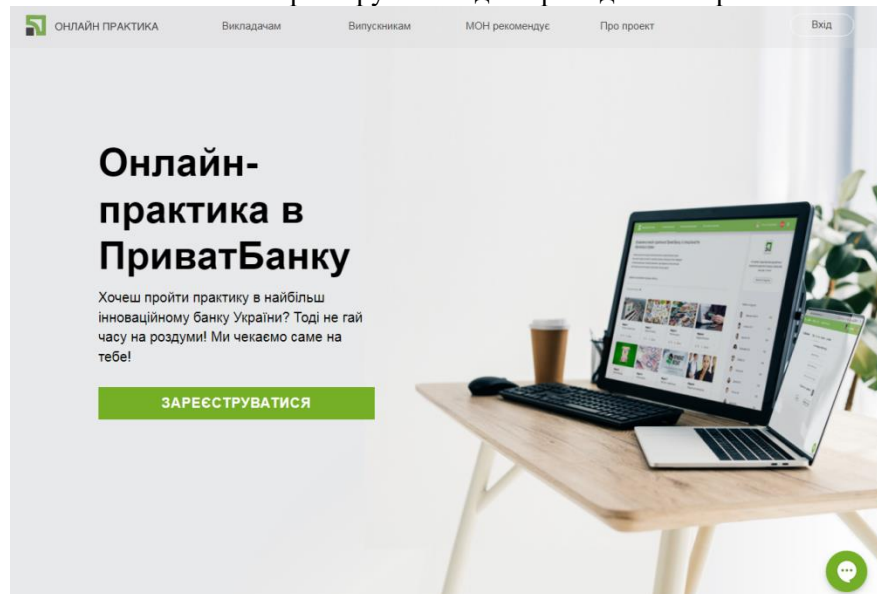 ОНЛАЙН ПРАКТИКА Викладачам Випускникам МОН рекомендує Про проект Вхід
Онлайн-
практика в
ПриватБанку
Хочеш пройти практику в найбільш
інноваційному банку України? Тоді не гай
часу на роздуми! Ми чекаємо саме на
тебе!
ЗАРЕЄСТРУВАТИСЯ